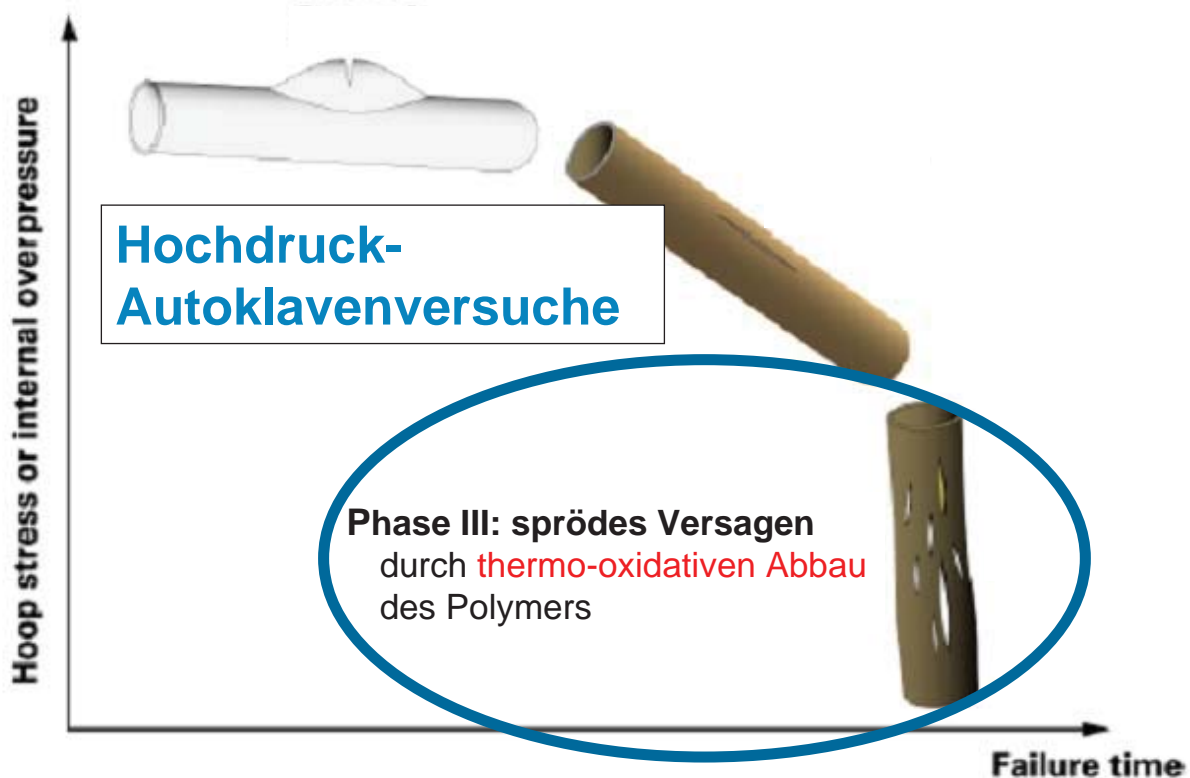 Hoop stress or internal overpressure
Hochdruck-
Autoklavenversuche
Phase III: sprödes Versagen
durch thermo-oxidativen Abbau
des Polymers
Failure time